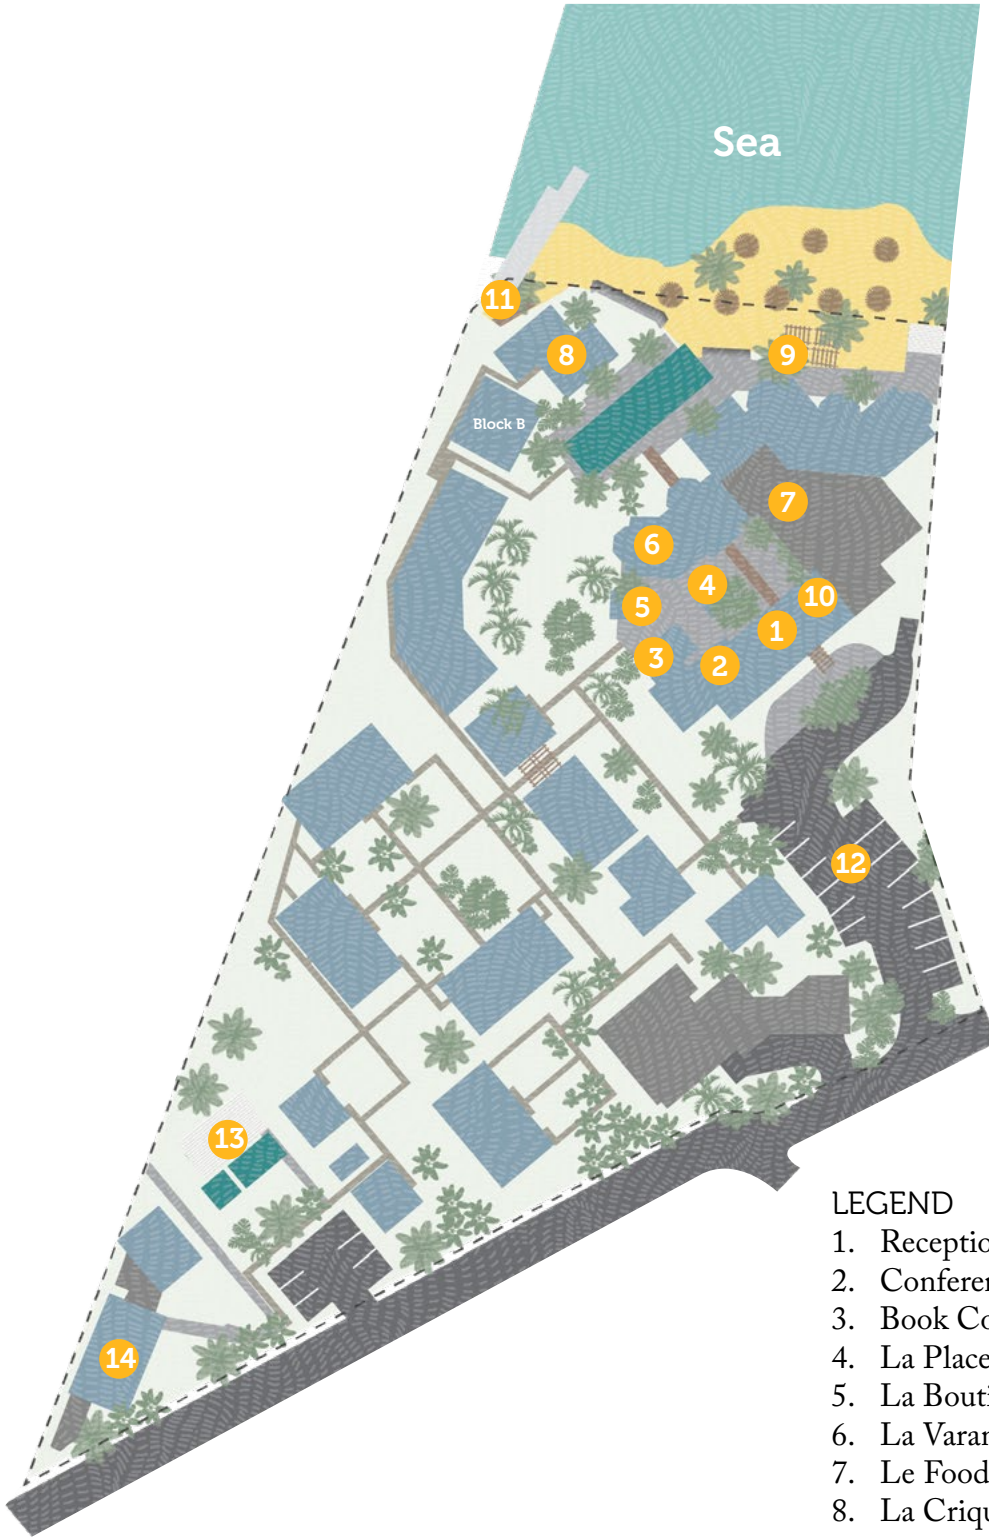 Sea
11
8
9
Block B
7
6
4
10
5
1
3
2
12
13
14
LEGEND
1. Receptio
2. Conferen
3. Book Co
4. La Place
5. La Bouti
6. La Varan
7. Le Food
8. La Criqu